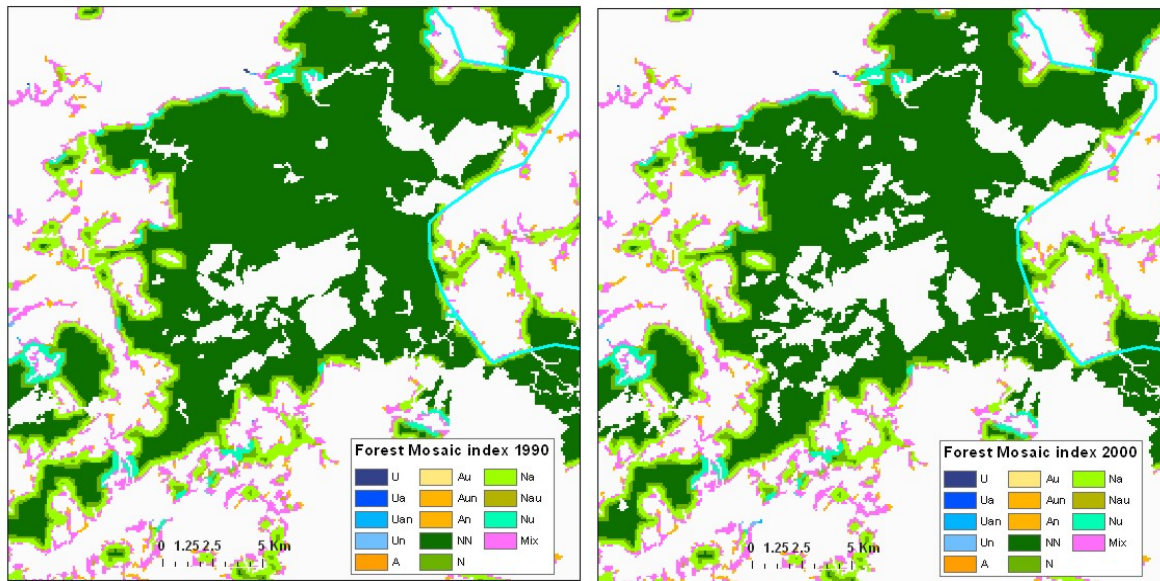 Forest Mosaic index 1990
U Au Na
Ua Aun Nau
Uan An Nu
Un NN Mix
A N
0 1.25 2.5 5 Km
Forest Mosaic index 2000
U Au Na
Ua Aun Nau
Uan An Nu
Un NN Mix
A N
0 1.25 2.5 5 Km